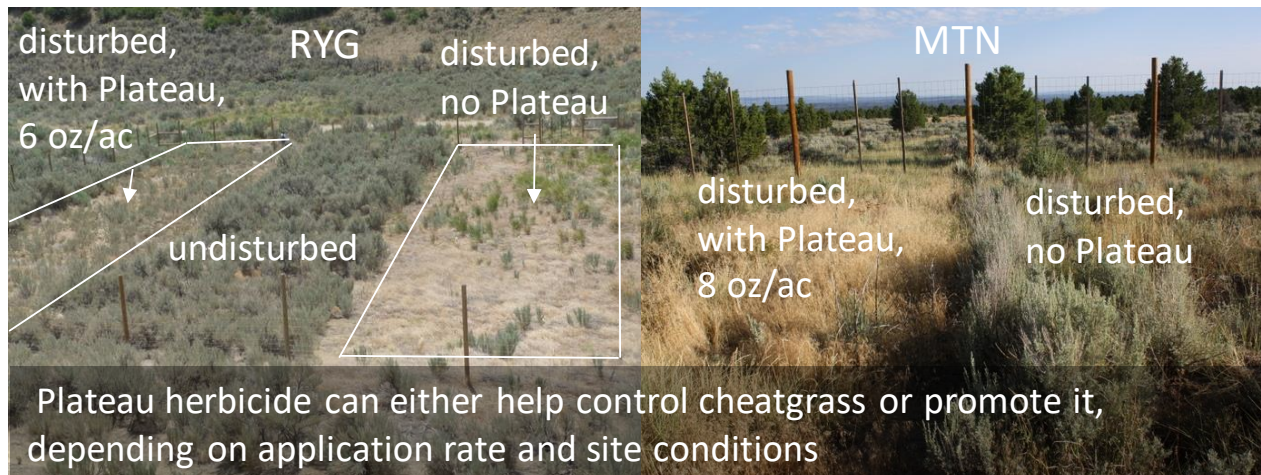 disturbed,
with Plateau,
6 oz/ac
RYG
disturbed,
no Plateau
undisturbed
MTN
disturbed,
with Plateau,
8 oz/ac
disturbed,
no Plateau
Plateau herbicide can either help control cheatgrass or promote it,
depending on application rate and site conditions